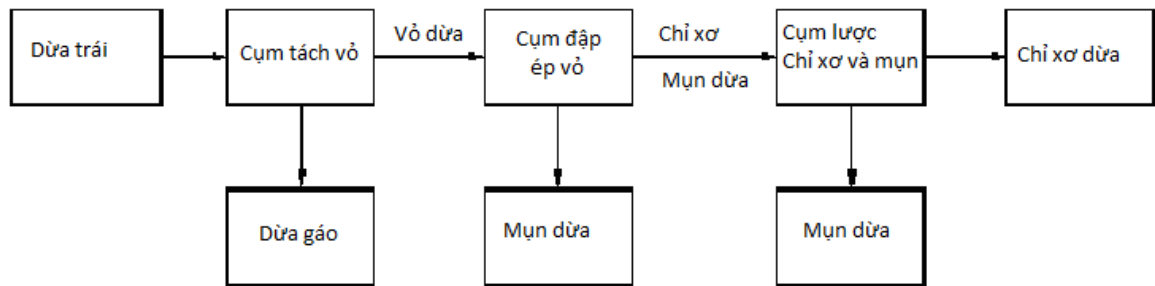 Dừa trái
Cụm tách vỏ
Vỏ dừa
Cụm đập
ép vỏ
Chỉ xơ
Mụn dừa
Cụm lược
Chỉ xơ và mụn
Chỉ xơ dừa
Dừa gáo
Mụn dừa
Mụn dừa